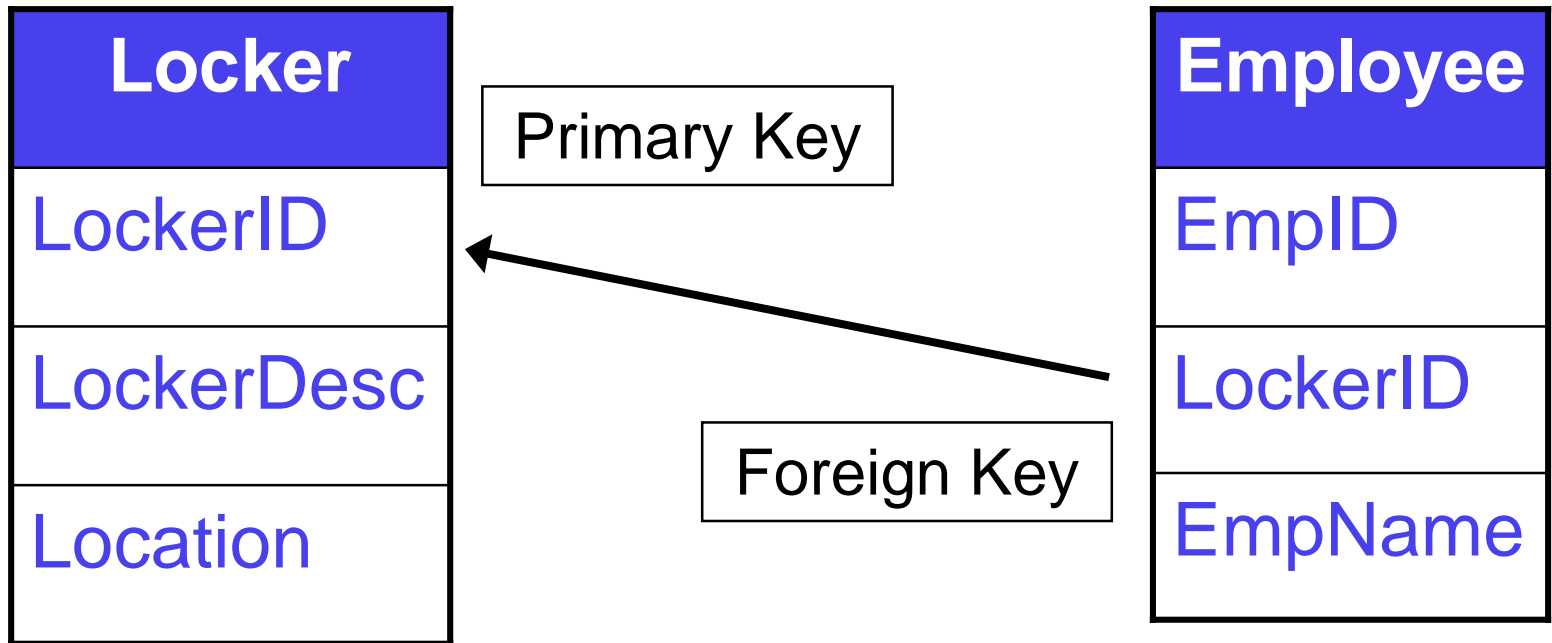 Locker
LockerID
LockerDesc
Location
Primary Key
Foreign Key
Employee
EmpID
LockerID
EmpName